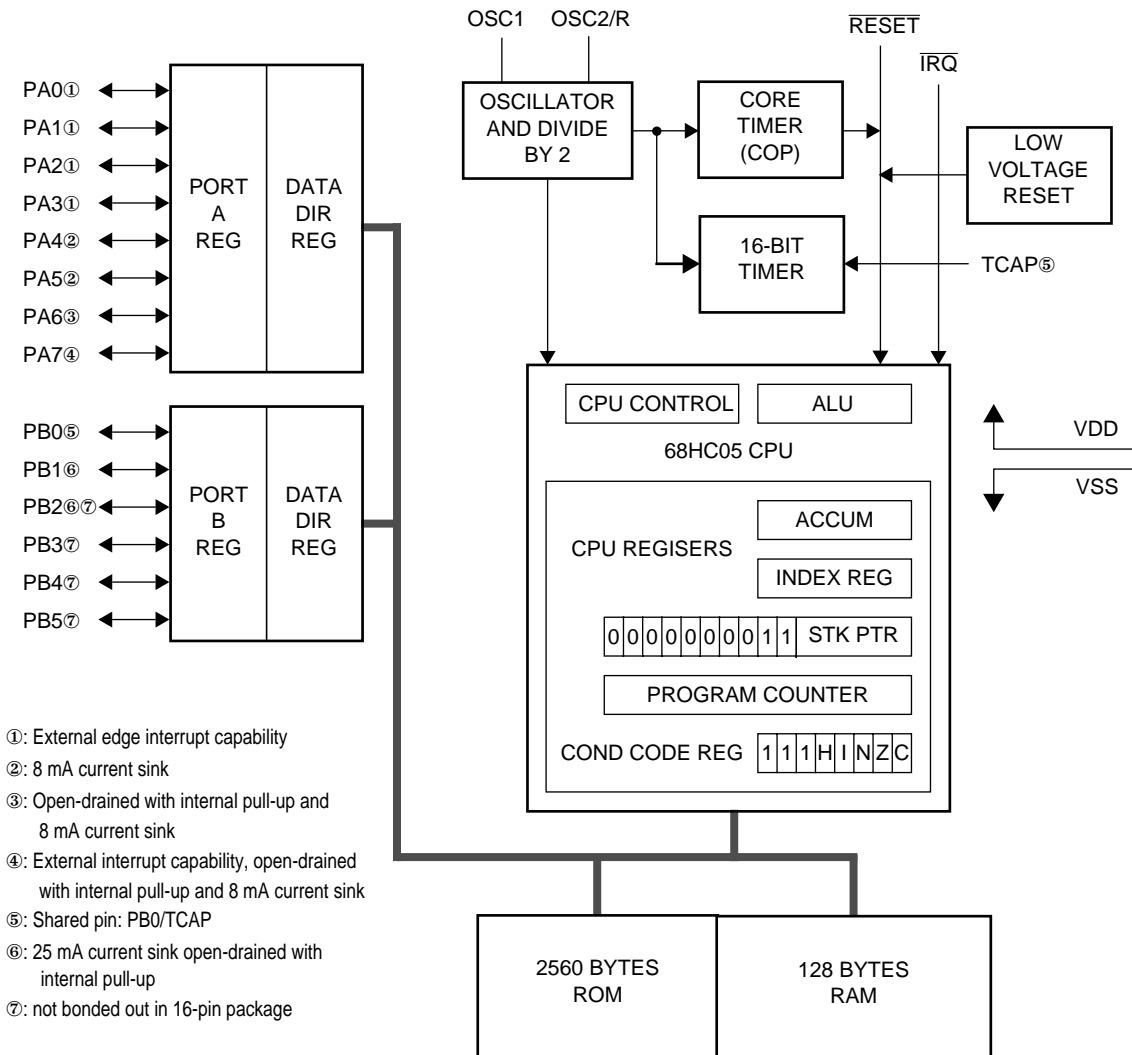 OSC1 OSC2/R
RESET
IRQ
PA0①
PA1①
PA2①
PA3①
PA4②
PA5②
PA6③
PA7④
PORT
A
REG
DATA
DIR
REG
OSCILLATOR
AND DIVIDE
BY 2
CORE
TIMER
(COP)
LOW
VOLTAGE
RESET
16-BIT
TIMER
TCAP⑤
PB0⑤
PB1⑥
PB2⑥⑦
PB3⑦
PB4⑦
PB5⑦
PORT
B
REG
DATA
DIR
REG
CPU CONTROL
ALU
68HC05 CPU
VDD
VSS
ACCUM
CPU REGISERS
INDEX REG
0 0 0 0 0 0 0 0 1 1 STK PTR
PROGRAM COUNTER
COND CODE REG 1 1 1 H I N Z C
①: External edge interrupt capability
②: 8 mA current sink
③: Open-drained with internal pull-up and
8 mA current sink
④: External interrupt capability, open-drained
with internal pull-up and 8 mA current sink
⑤: Shared pin: PB0/TCAP
⑥: 25 mA current sink open-drained with
internal pull-up
⑦: not bonded out in 16-pin package
2560 BYTES
ROM
128 BYTES
RAM